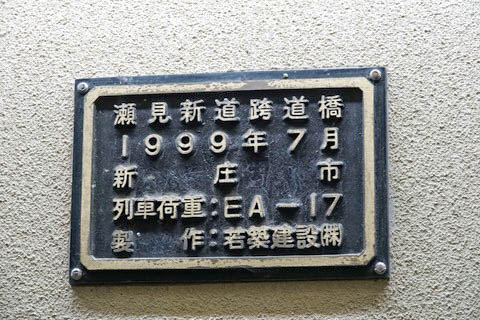 瀬見新道跨道橋
1999年7月
新庄市
列車荷重:EA-17
製作:若築建設㈱